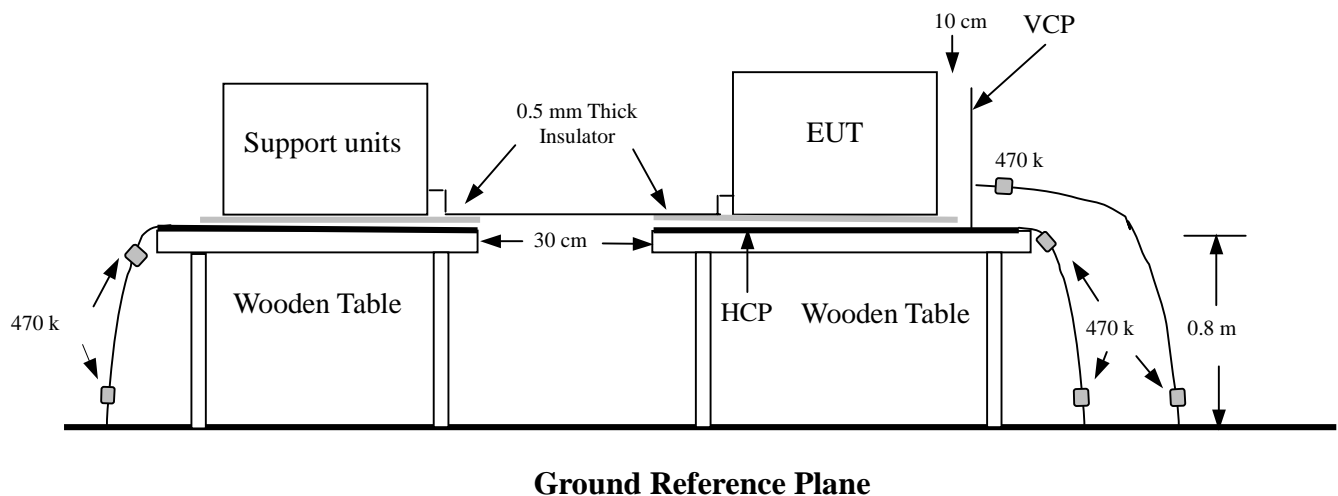 10 cm
VCP
0.5 mm Thick
Insulator
Support units
EUT
470 k
30 cm
Wooden Table
HCP
Wooden Table
470 k
470 k
0.8 m
Ground Reference Plane